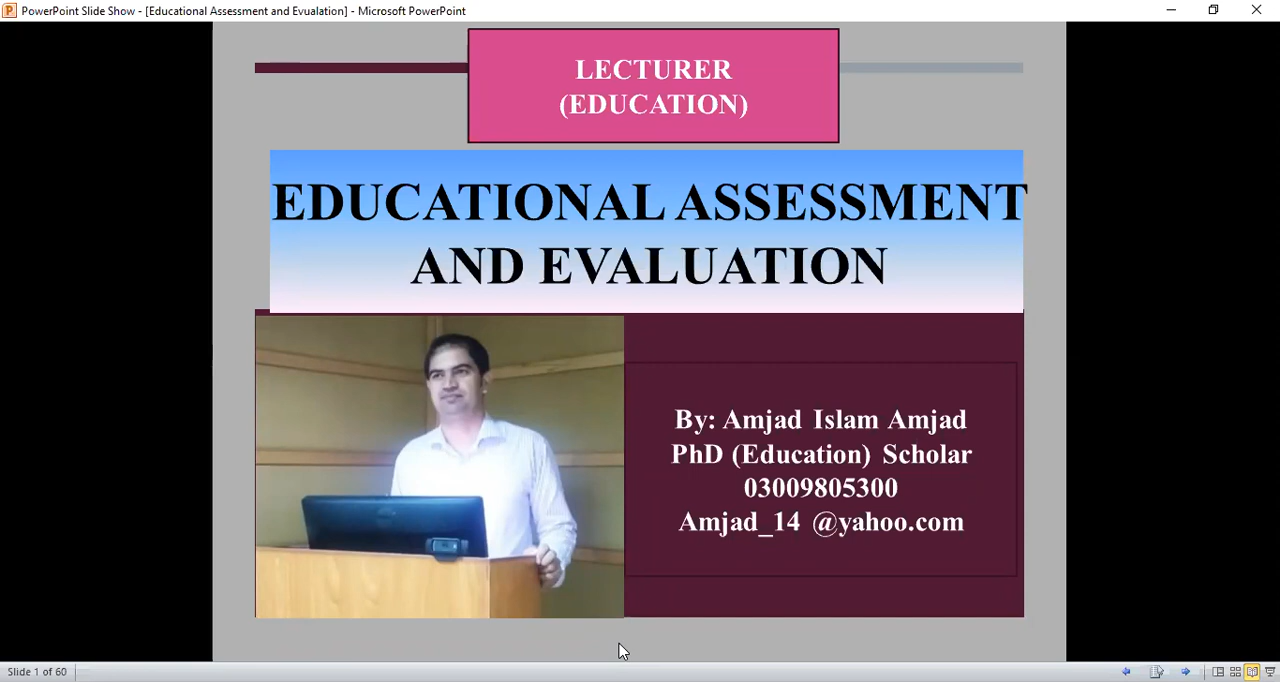 PowerPoint Slide Show - [Educational Assessment and Evualation] - Microsoft PowerPoint
LECTURER
(EDUCATION)
EDUCATIONAL ASSESSMENT
AND EVALUATION
By: Amjad Islam Amjad
PhD (Education) Scholar
03009805300
Amjad_14 @yahoo.com
Slide 1 of 60